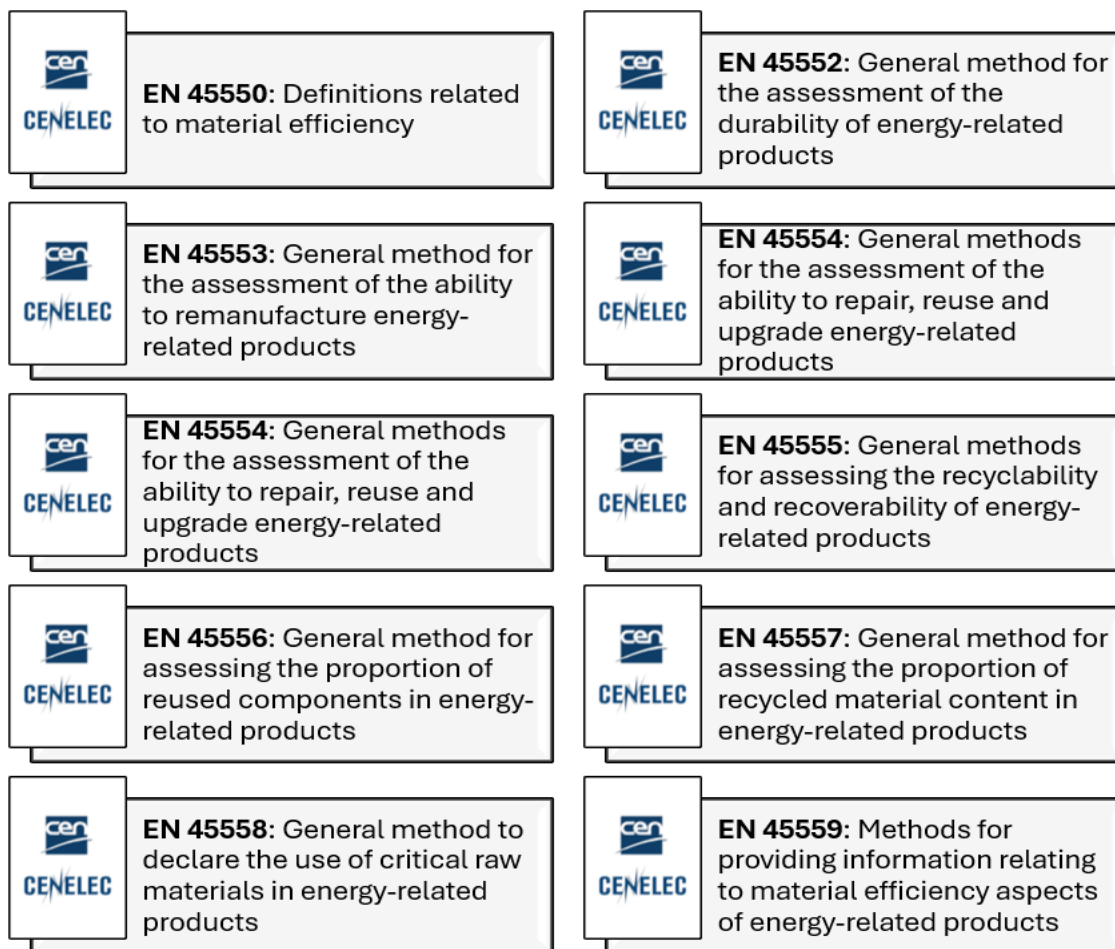 cen
CENELEC
EN 45550: Definitions related
to material efficiency
cen
CENELEC
EN 45552: General method for
the assessment of the
durability of energy-related
products
cen
CENELEC
EN 45553: General method for
the assessment of the ability
to remanufacture energy-
related products
cen
CENELEC
EN 45554: General methods
for the assessment of the
ability to repair, reuse and
upgrade energy-related
products
cen
CENELEC
EN 45554: General methods
for the assessment of the
ability to repair, reuse and
upgrade energy-related
products
cen
CENELEC
EN 45555: General methods
for assessing the recyclability
and recoverability of energy-
related products
cen
CENELEC
EN 45556: General method for
assessing the proportion of
reused components in energy-
related products
cen
CENELEC
EN 45557: General method for
assessing the proportion of
recycled material content in
energy-related products
cen
CENELEC
EN 45558: General method to
declare the use of critical raw
materials in energy-related
products
cen
CENELEC
EN 45559: Methods for
providing information relating
to material efficiency aspects
of energy-related products